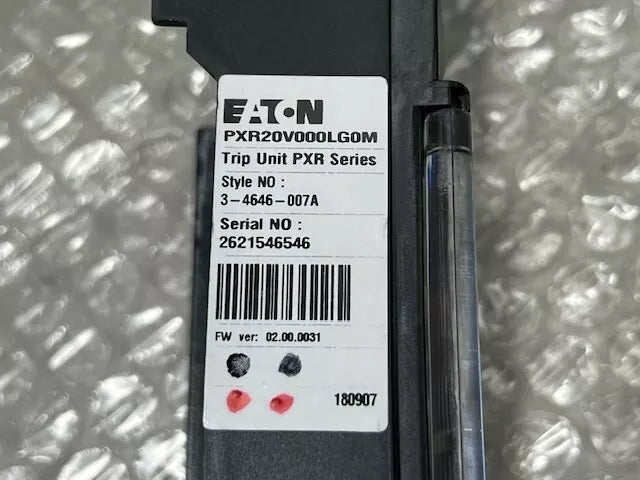 EATON
PXR20V000LG0M
Trip Unit PXR Series
Style NO :
3-4646-007A
Serial NO :
2621546546
FW ver: 02.00.0031
180907